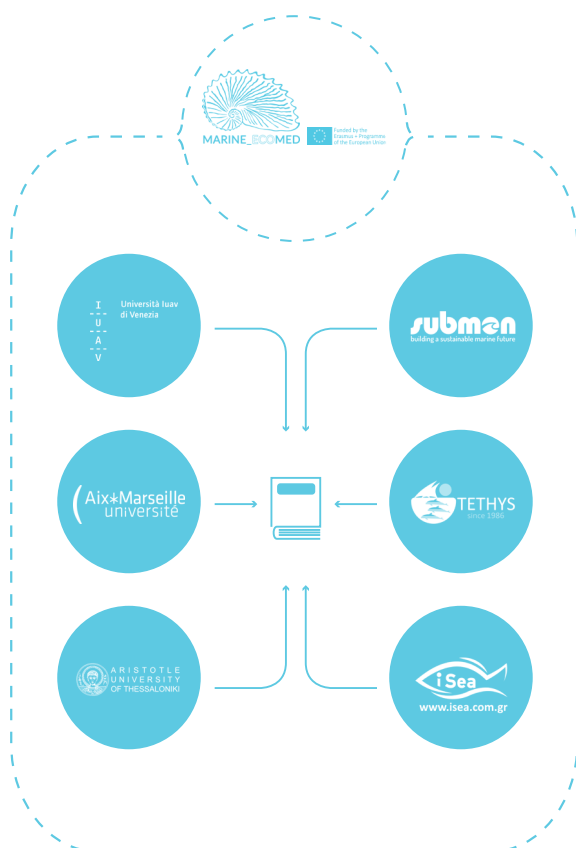 MARINE_ECOMED
Funded by the
Erasmus + Programme
of the European Union
I
U
A
V
Università Iuav
di Venezia
submon
building a sustainable marine future
Aix*Marseille
université
TETHYS
since 1986
ARISTOTLE
UNIVERSITY
OF THESSALONIKI
i Sea
www.isea.com.gr